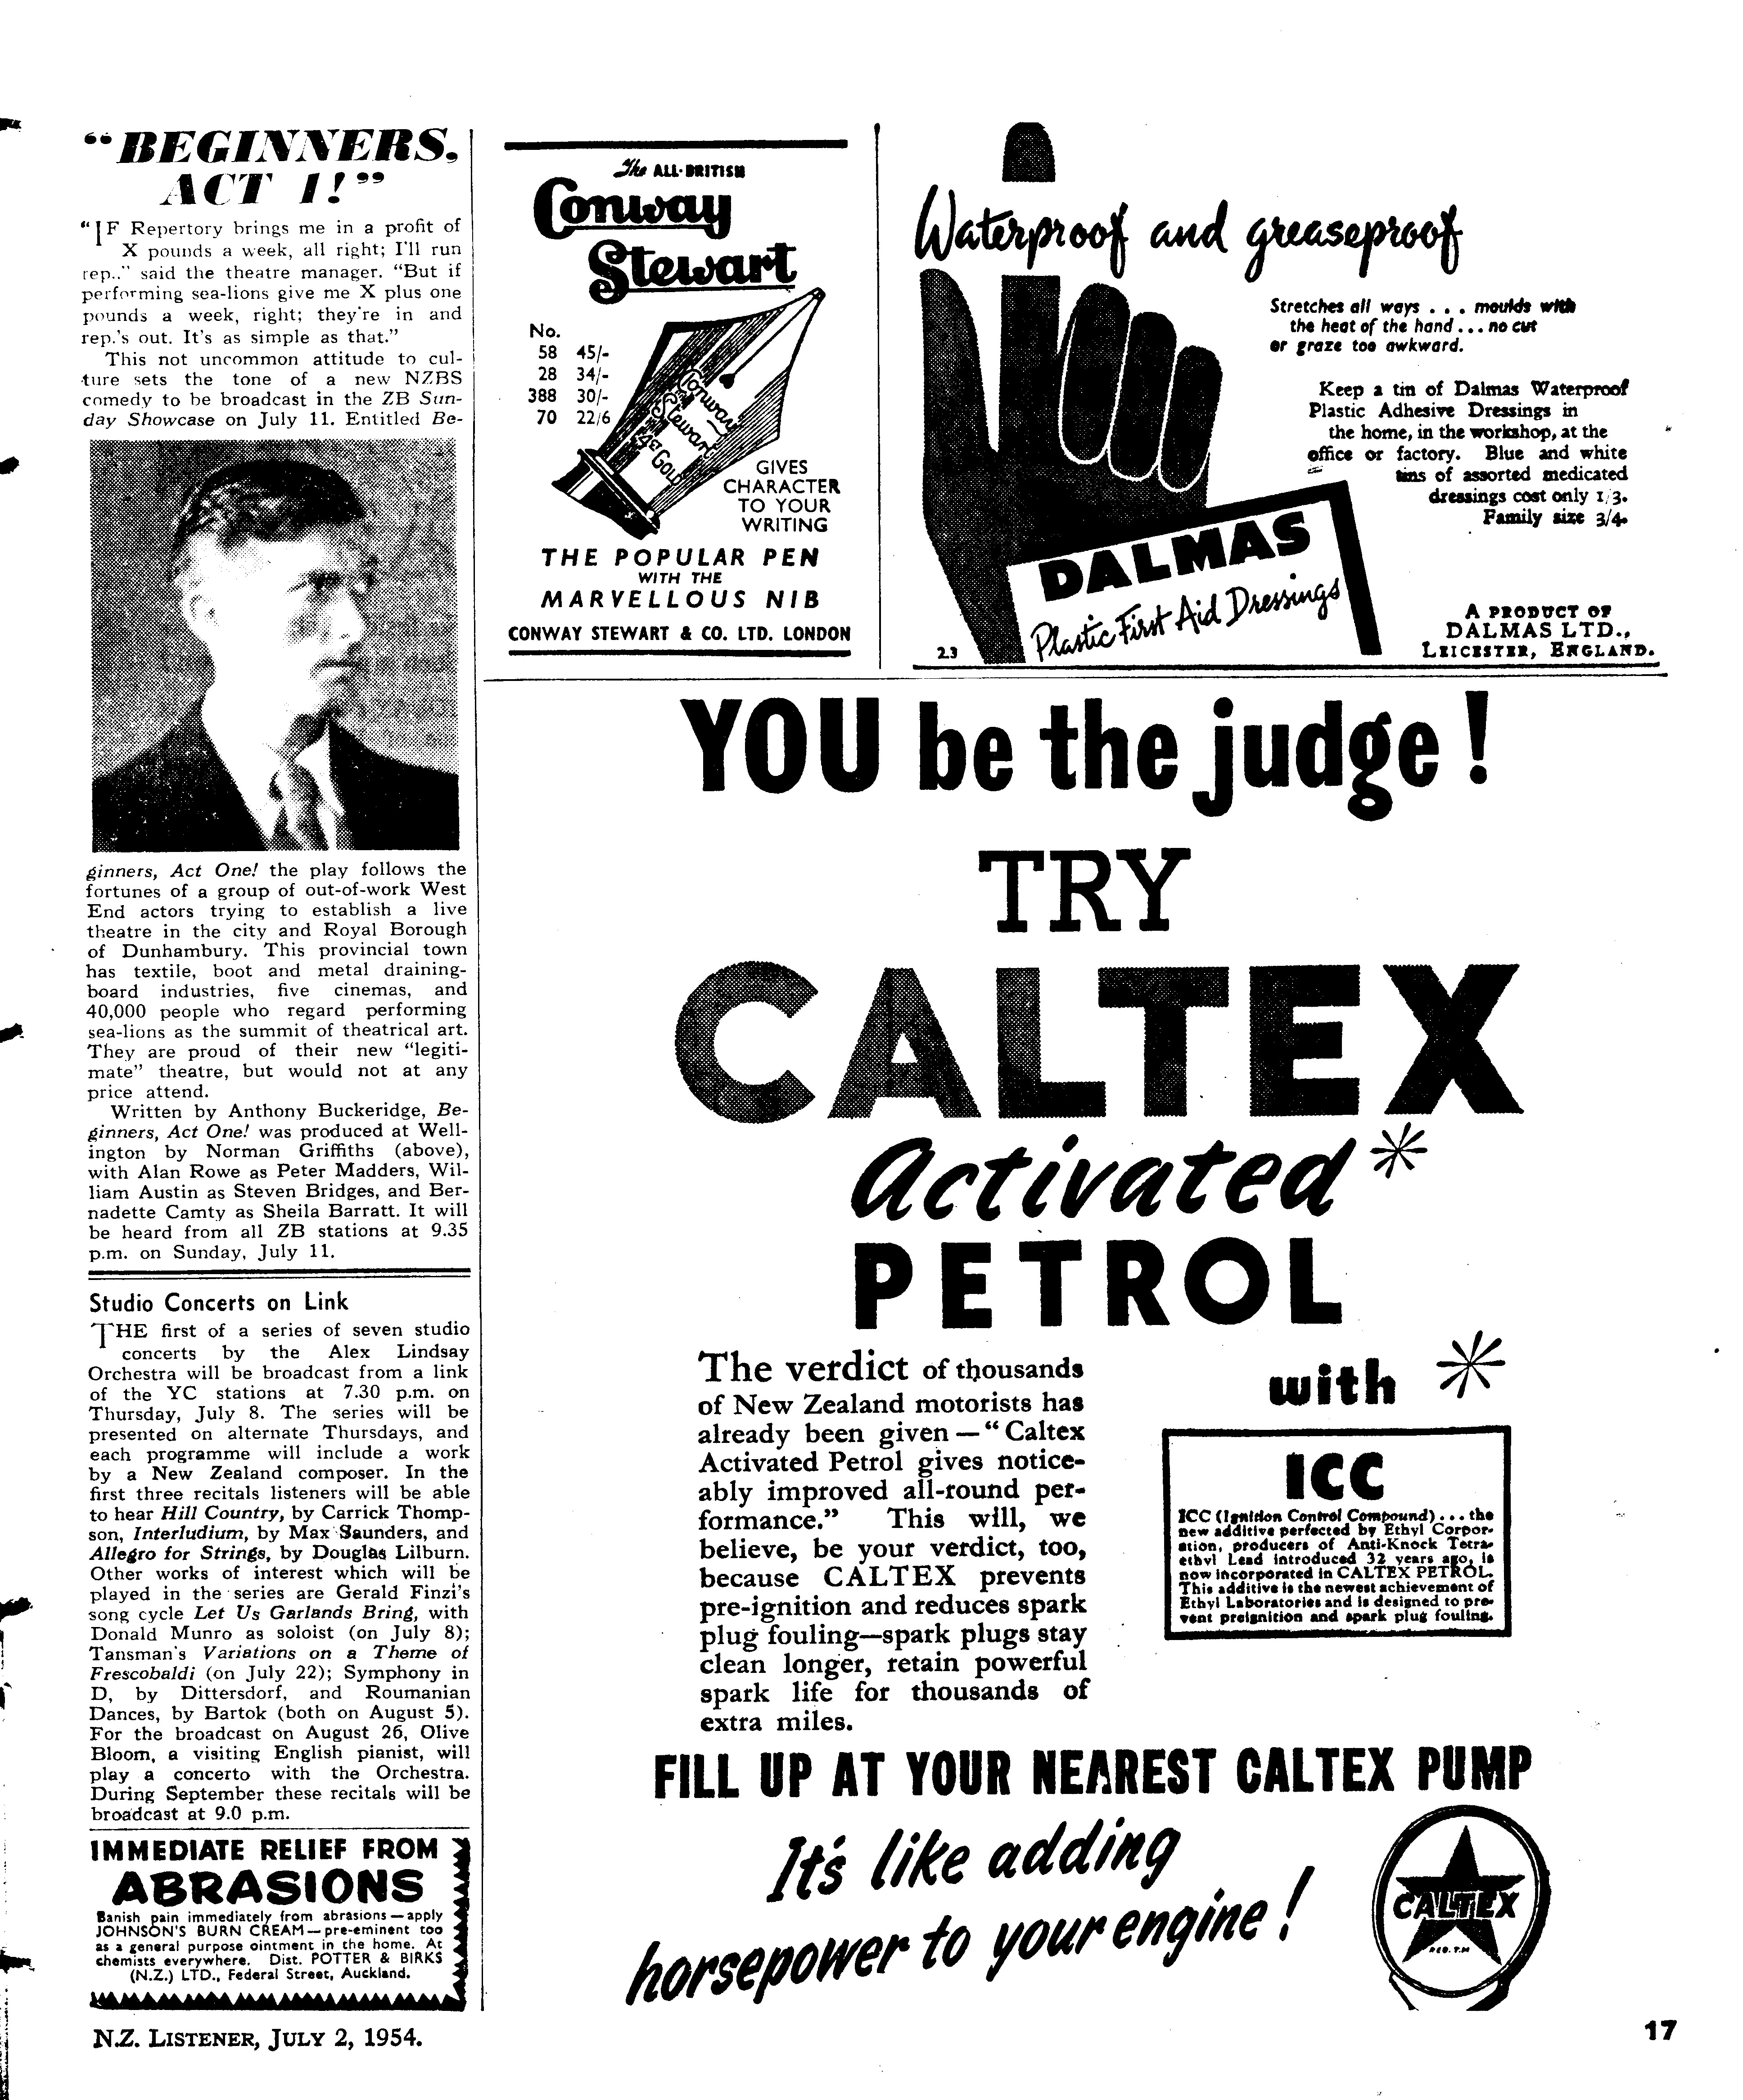 “BEGINNERS,
ACT 1!”
“IF Repertory brings me in a profit of
X pounds a week, all right; I'll run
rep..” said the theatre manager. “But if
performing sea-lions give me X plus one
pounds a week, right; they're in and
rep.'s out. It's as simple as that.”
This not uncommon attitude to cul-
ture sets the tone of a new NZBS
comedy to be broadcast in the ZB Sun-
day Showcase on July 11. Entitled Be-
ginners, Act One! the play follows the
fortunes of a group of out-of-work West
End actors trying to establish a live
theatre in the city and Royal Borough
of Dunhambury. This provincial town
has textile, boot and metal draining-
board industries, five cinemas, and
40,000 people who regard performing
sea-lions as the summit of theatrical art.
They are proud of their new “legiti-
mate” theatre, but would not at any
price attend.
Written by Anthony Buckeridge, Be-
ginners, Act One! was produced at Well-
ington by Norman Griffiths (above),
with Alan Rowe as Peter Madders, Wil-
liam Austin as Steven Bridges, and Ber-
nadette Camty as Sheila Barratt. It will
be heard from all ZB stations at 9.35
p.m. on Sunday, July 11.
Studio Concerts on Link
THE first of a series of seven studio
concerts by the Alex Lindsay
Orchestra will be broadcast from a link
of the YC stations at 7.30 p.m. on
Thursday, July 8. The series will be
presented on alternate Thursdays, and
each programme will include a work
by a New Zealand composer. In the
first three recitals listeners will be able
to hear Hill Country, by Carrick Thomp-
son, Interludium, by Max Saunders, and
Allegro for Strings, by Douglas Lilburn.
Other works of interest which will be
played in the series are Gerald Finzi's
song cycle Let Us Garlands Bring, with
Donald Munro as soloist (on July 8);
Tansman's Variations on a Theme of
Frescobaldi (on July 22); Symphony in
D, by Dittersdorf, and Roumanian
Dances, by Bartok (both on August 5).
For the broadcast on August 26, Olive
Bloom, a visiting English pianist, will
play a concerto with the Orchestra.
During September these recitals will be
broadcast at 9.0 p.m.
IMMEDIATE RELIEF FROM
ABRASIONS
Banish pain immediately from abrasions—apply
JOHNSON'S BURN CREAM—pre-eminent too
as a general purpose ointment in the home. At
chemists everywhere. Dist. POTTER & BIRKS
(N.Z.) LTD., Federal Street, Auckland.
The ALL-BRITISH
Conway
Stewart
No.
58 45/-
28 34/-
388 30/-
70 22/6
Conway
Stewart
14ct GOLD
GIVES
CHARACTER
TO YOUR
WRITING
THE POPULAR PEN
WITH THE
MARVELLOUS NIB
CONWAY STEWART & CO. LTD. LONDON
Waterproof and greaseproof
Stretches all ways . . . moulds with
the heat of the hand . . . no cut
or graze too awkward.
Keep a tin of Dalmas Waterproof
Plastic Adhesive Dressings in
the home, in the workshop, at the
office or factory. Blue and white
tins of assorted medicated
dressings cost only 1/3.
Family size 3/4.
DALMAS
Plastic First Aid Dressings
2.3
A PRODUCT OF
DALMAS LTD.,
LEICESTER, ENGLAND.
YOU be the judge!
TRY
CALTEX
Activated*
PETROL
The verdict of thousands
of New Zealand motorists has
already been given — “Caltex
Activated Petrol gives notice-
ably improved all-round per-
formance.” This will, we
believe, be your verdict, too,
because CALTEX prevents
pre-ignition and reduces spark
plug fouling—spark plugs stay
clean longer, retain powerful
spark life for thousands of
extra miles.
with *
ICC
ICC (Ignition Control Compound) . . . the
new additive perfected by Ethyl Corpor-
ation, producers of Anti-Knock Tetra-
ethyl Lead introduced 32 years ago, is
now incorporated in CALTEX PETROL.
This additive is the newest achievement of
Ethyl Laboratories and is designed to pre-
vent preignition and spark plug fouling.
FILL UP AT YOUR NEAREST CALTEX PUMP
It's like adding
horsepower to your engine!
CALTEX
REG. T.M
N.Z. LISTENER, JULY 2, 1954.
17